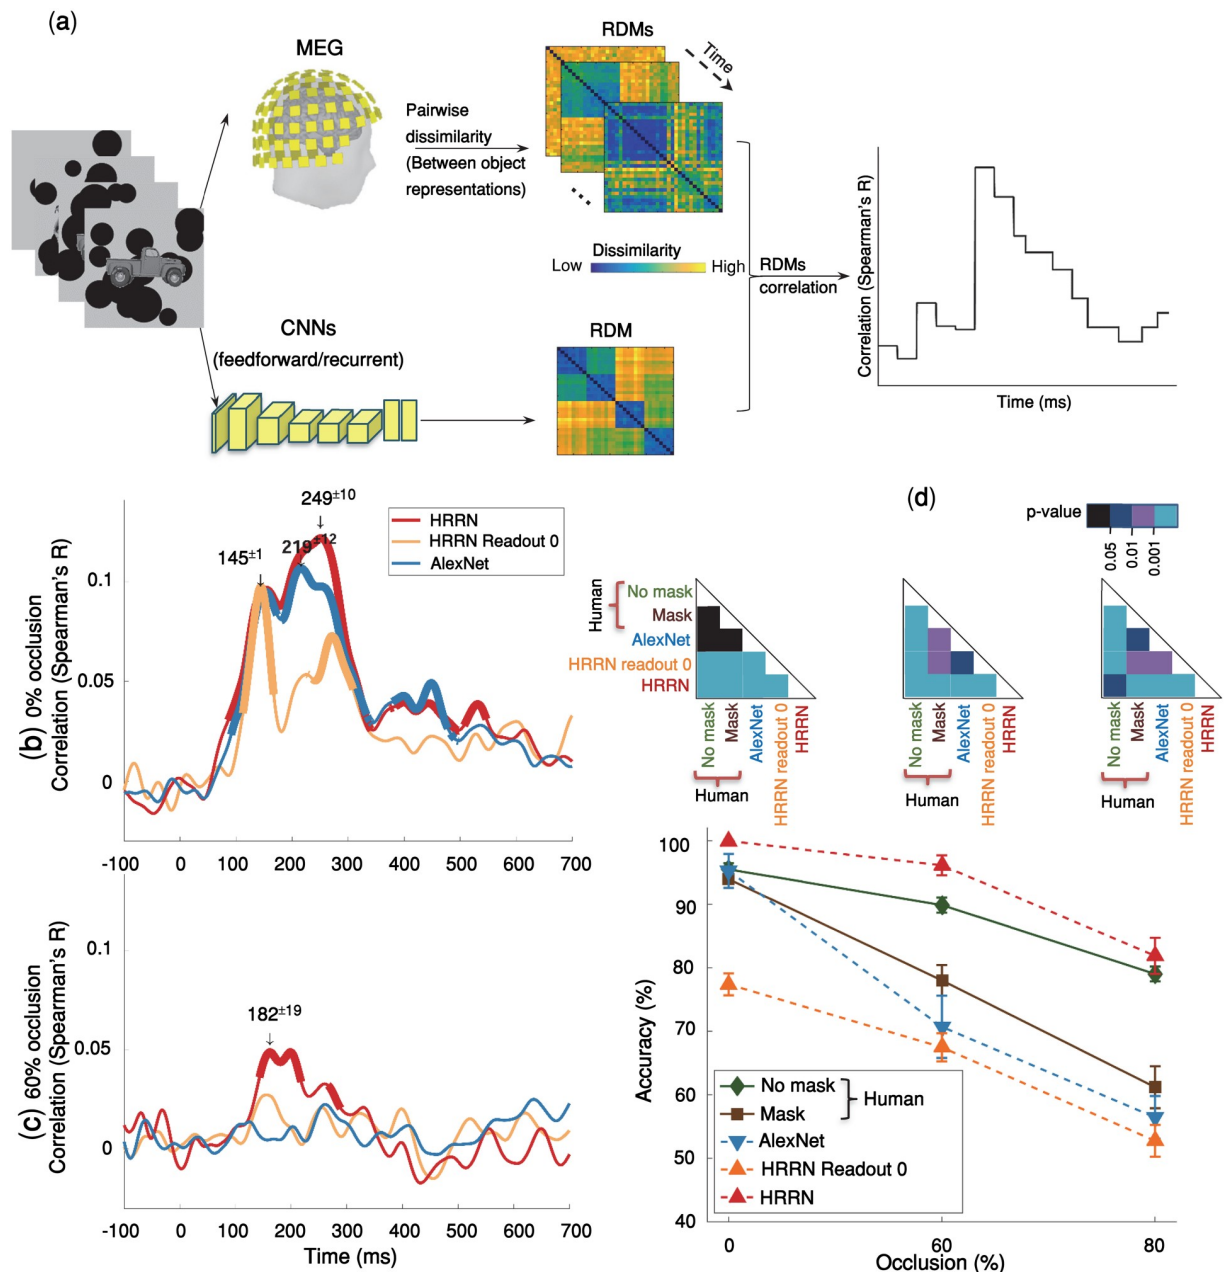 (a)
MEG
RDMs
Time
Pairwise
dissimilarity
(Between object
representations)
Dissimilarity
Low
High
RDMs
correlation
Correlation (Spearman's R)
Time (ms)
CNNs
(feedforward/recurrent)
RDM
(b) 0% occlusion
Correlation (Spearman's R)
0.1
0.05
0
-100 0 100 200 300 400 500 600 700
145±1
219±12
249±10
HRRN
HRRN Readout 0
AlexNet
(c) 60% occlusion
Correlation (Spearman's R)
0.1
0.05
0
182±19
-100 0 100 200 300 400 500 600 700
Time (ms)
(d)
p-value
0.05
0.01
0.001
Human
No mask
Mask
AlexNet
HRRN readout 0
HRRN
No mask
Mask
AlexNet
HRRN readout 0
HRRN
Human
No mask
Mask
AlexNet
HRRN readout 0
HRRN
Human
No mask
Mask
AlexNet
HRRN readout 0
HRRN
Human
Accuracy (%)
100
90
80
70
60
50
40
No mask
Mask
Human
AlexNet
HRRN Readout 0
HRRN
0 60 80
Occlusion (%)